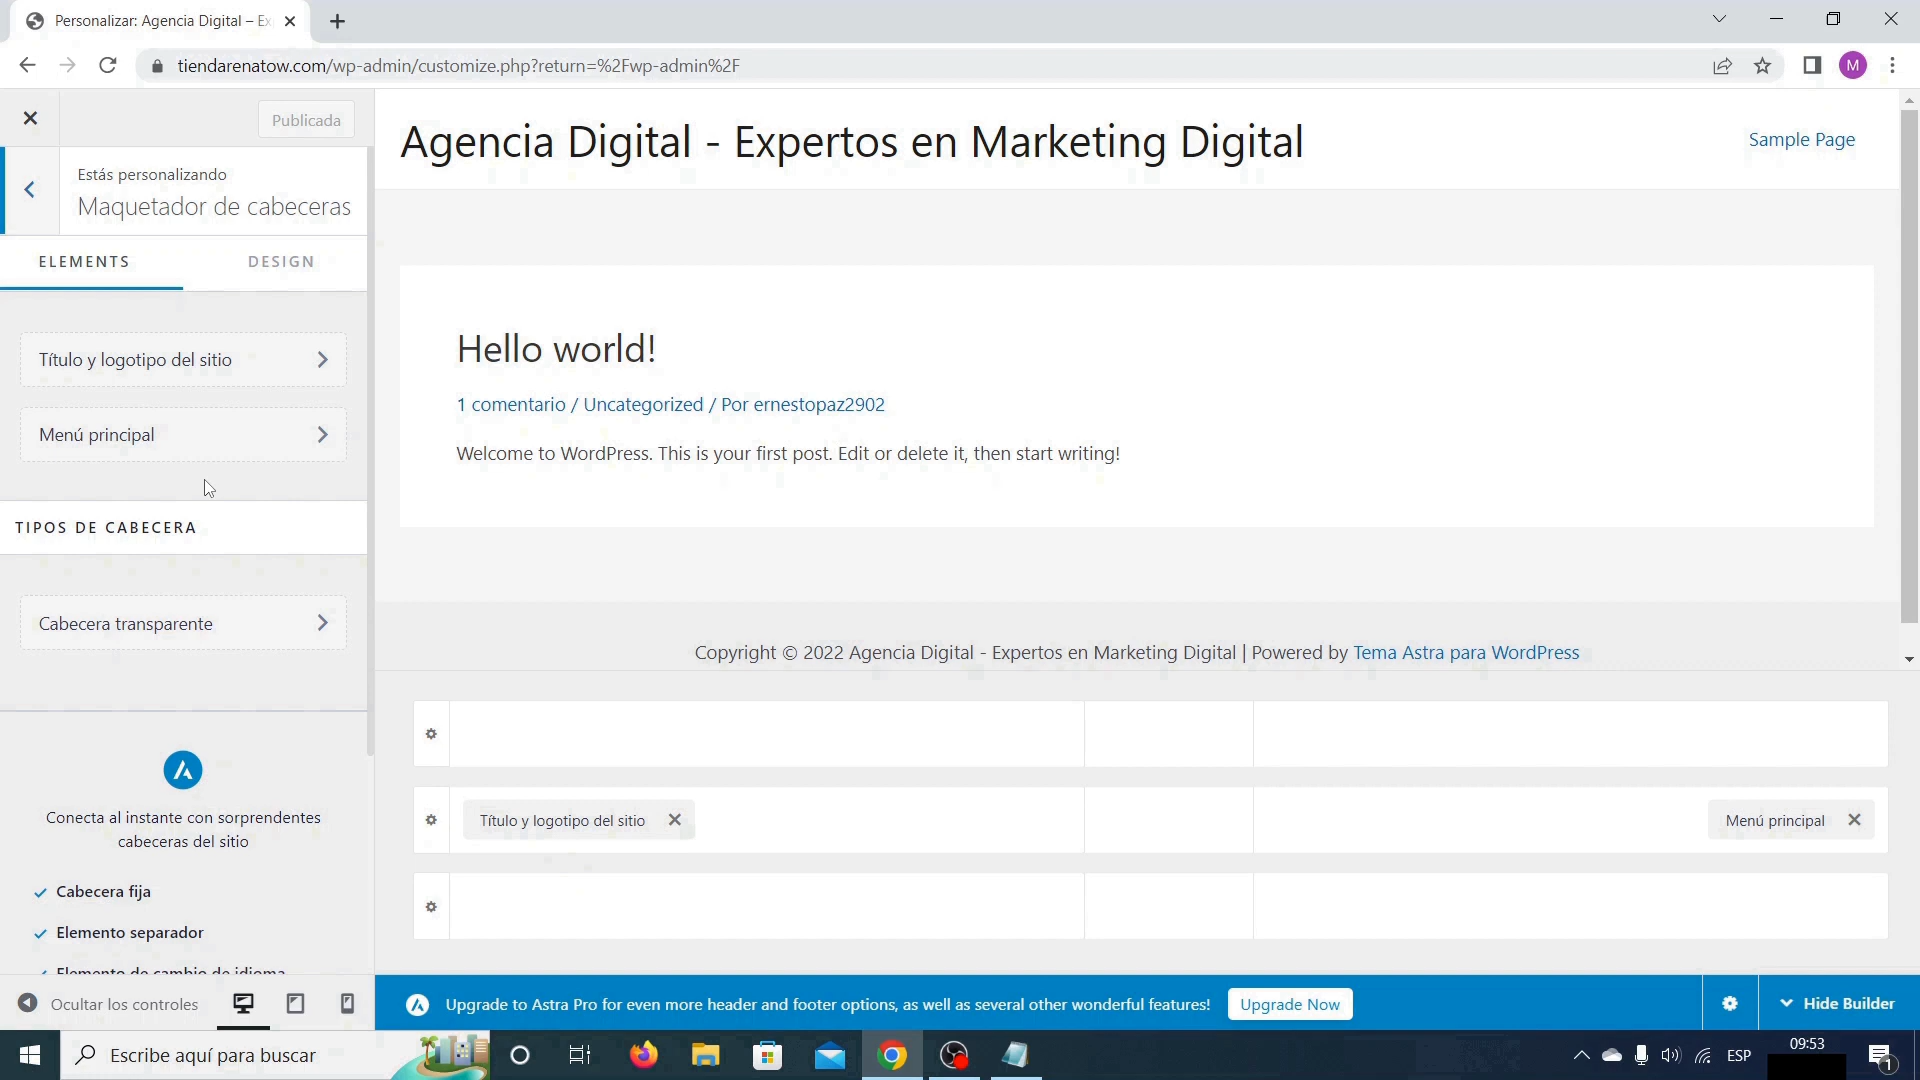 Personalizar: Agencia Digital – Ex
tiendarenatow.com/wp-admin/customize.php?return=%2Fwp-admin%2F
M
Publicada
Estás personalizando
Maquetador de cabeceras
ELEMENTS
DESIGN
Título y logotipo del sitio
Menú principal
TIPOS DE CABECERA
Cabecera transparente
Conecta al instante con sorprendentes
cabeceras del sitio
Cabecera fija
Elemento separador
Elemento de cambio de idioma
Ocultar los controles
Agencia Digital - Expertos en Marketing Digital
Sample Page
Hello world!
1 comentario / Uncategorized / Por ernestopaz2902
Welcome to WordPress. This is your first post. Edit or delete it, then start writing!
Copyright © 2022 Agencia Digital - Expertos en Marketing Digital | Powered by Tema Astra para WordPress
Título y logotipo del sitio
Menú principal
Upgrade to Astra Pro for even more header and footer options, as well as several other wonderful features!
Upgrade Now
Hide Builder
Escribe aquí para buscar
ESP
09:53
1